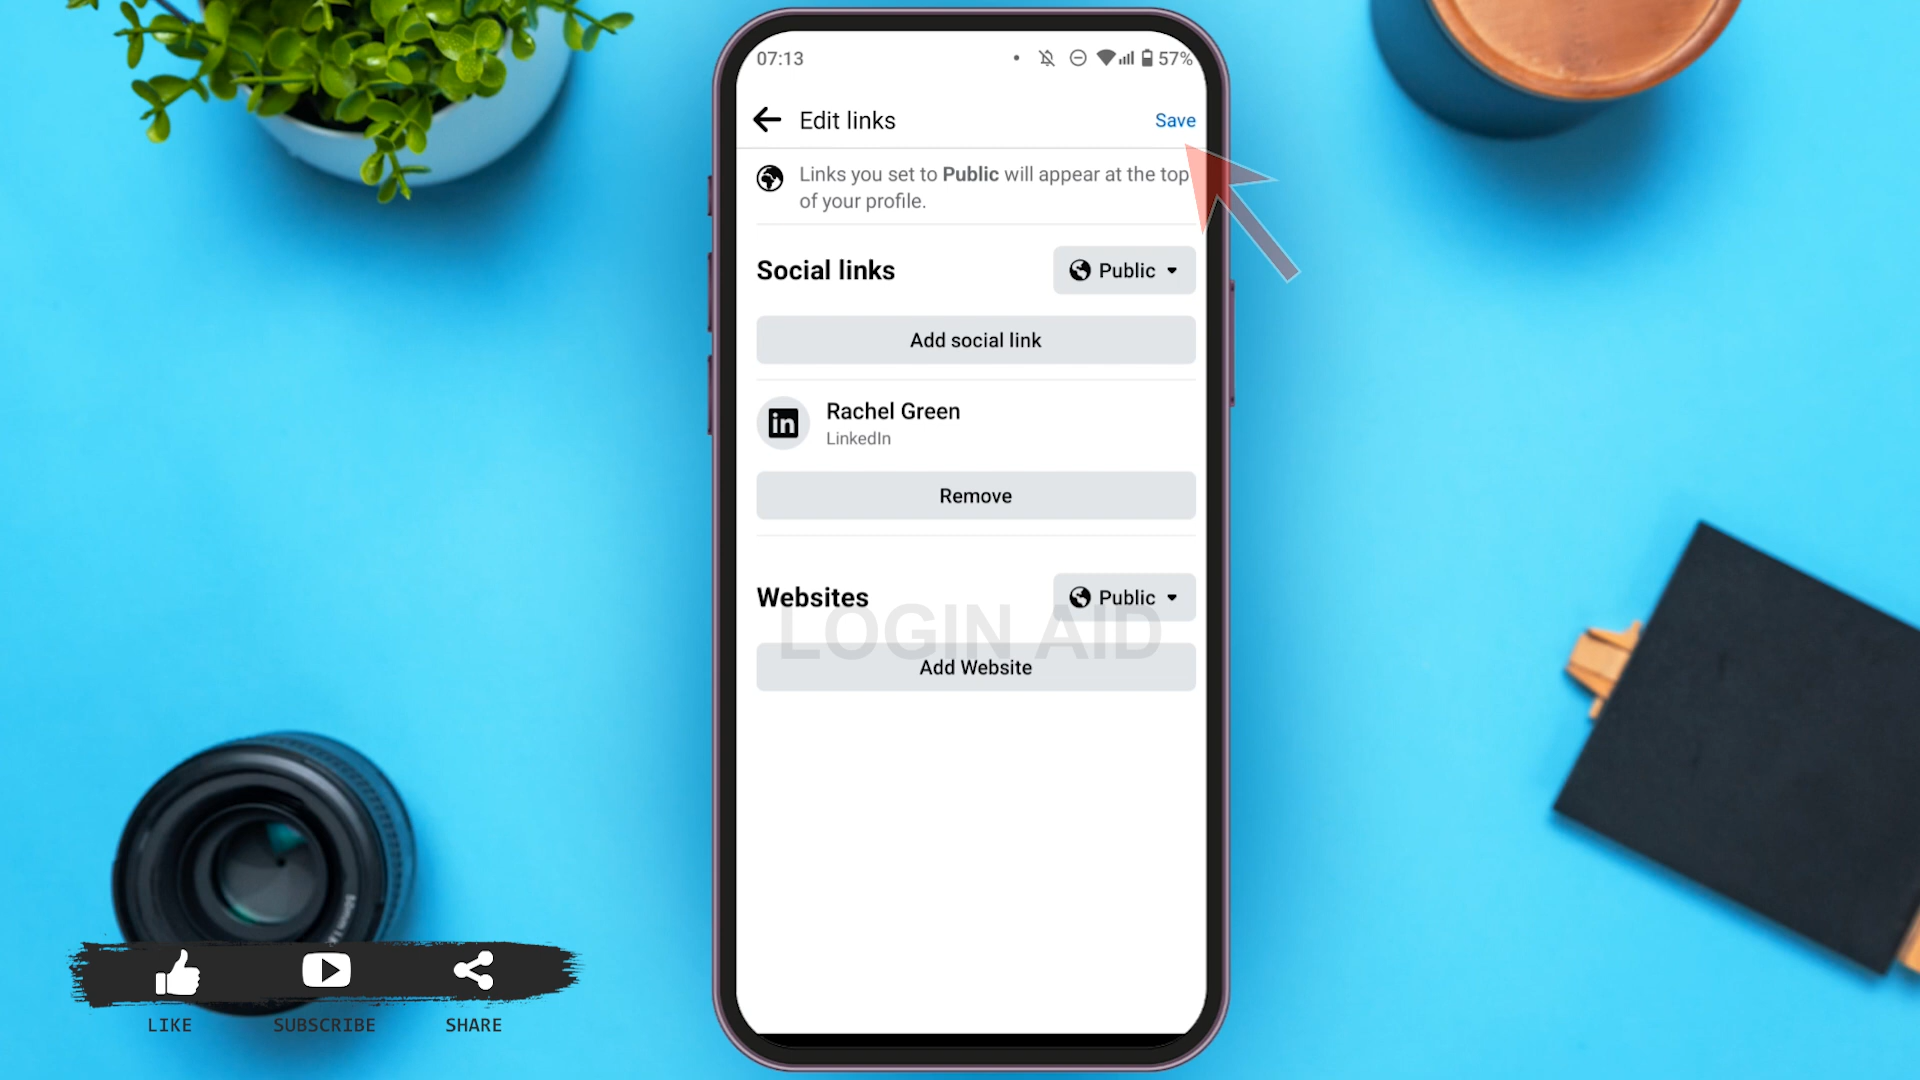 07:13
57%
Edit links
Save
Links you set to Public will appear at the top
of your profile.
Social links
Public
Add social link
in
Rachel Green
LinkedIn
Remove
Websites
Public
LOGIN AID
Add Website
LIKE
SUBSCRIBE
SHARE